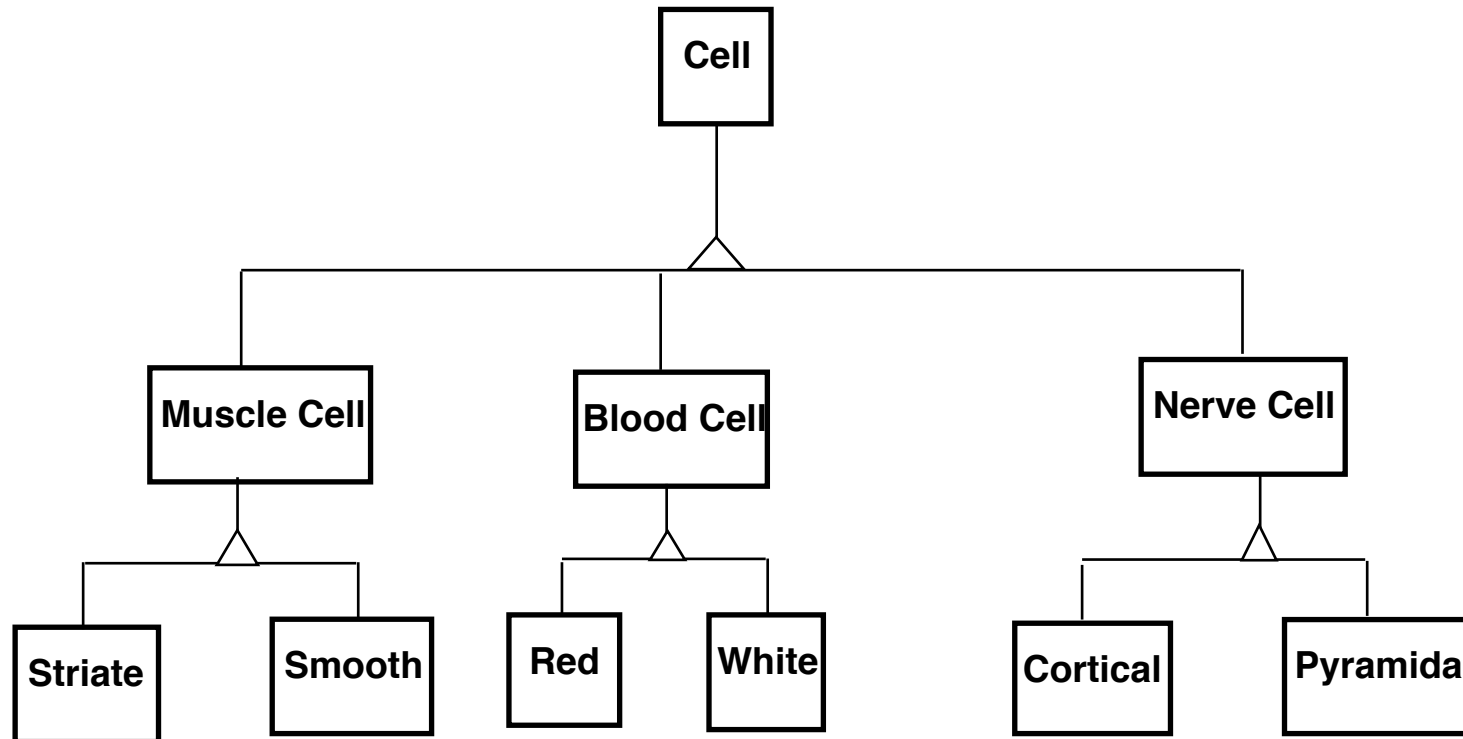 Cell
Muscle Cell
Blood Cell
Nerve Cell
Striate
Smooth
Red
White
Cortical
Pyramida